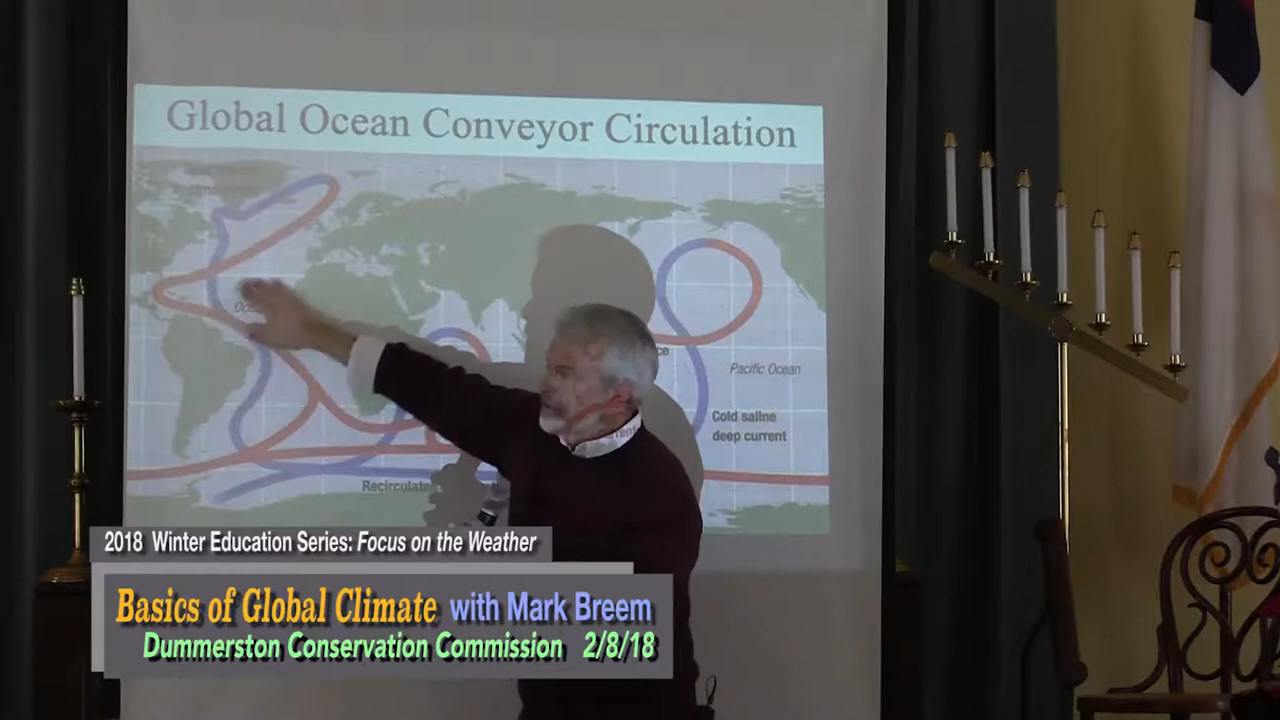 Global Ocean Conveyor Circulation
Pacific Ocean
Cold saline
deep current
Recirculate
2018 Winter Education Series: Focus on the Weather
Basics of Global Climate with Mark Breem
Dummerston Conservation Commission 2/8/18